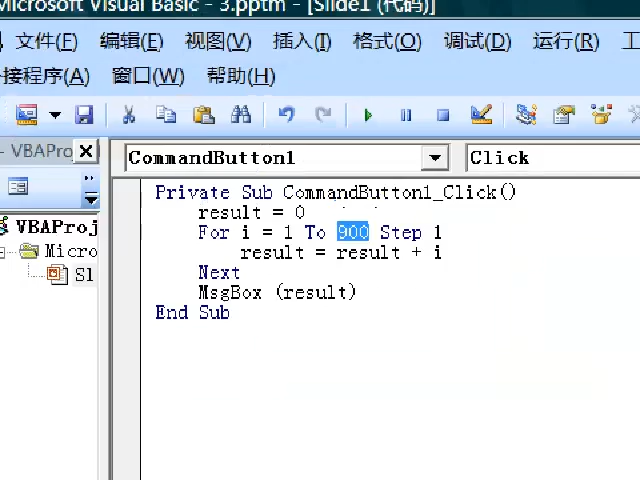 Microsoft Visual Basic - 3.pptm - [Slide1 (代码)]
文件(F) 编辑(E) 视图(V) 插入(I) 格式(O) 调试(D) 运行(R) 工
接程序(A) 窗口(W) 帮助(H)
- VBAPro
CommandButton1 Click
Private Sub CommandButton1_Click()
result = 0
For i = 1 To 900 Step 1
result = result + i
Next
MsgBox (result)
End Sub
VBAProj
Micro
Sl